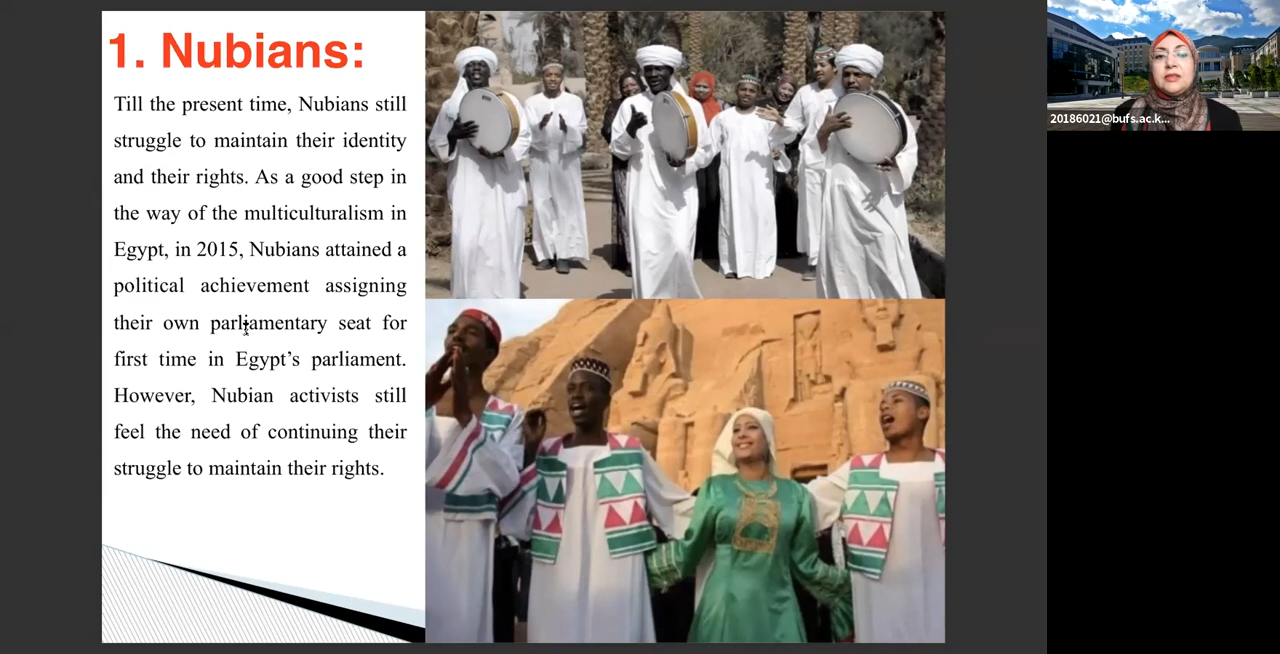 1. Nubians:
Till the present time, Nubians still
struggle to maintain their identity
and their rights. As a good step in
the way of the multiculturalism in
Egypt, in 2015, Nubians attained a
political achievement assigning
their own parliamentary seat for
first time in Egypt’s parliament.
However, Nubian activists still
feel the need of continuing their
struggle to maintain their rights.
20186021@bufs.ac.k...